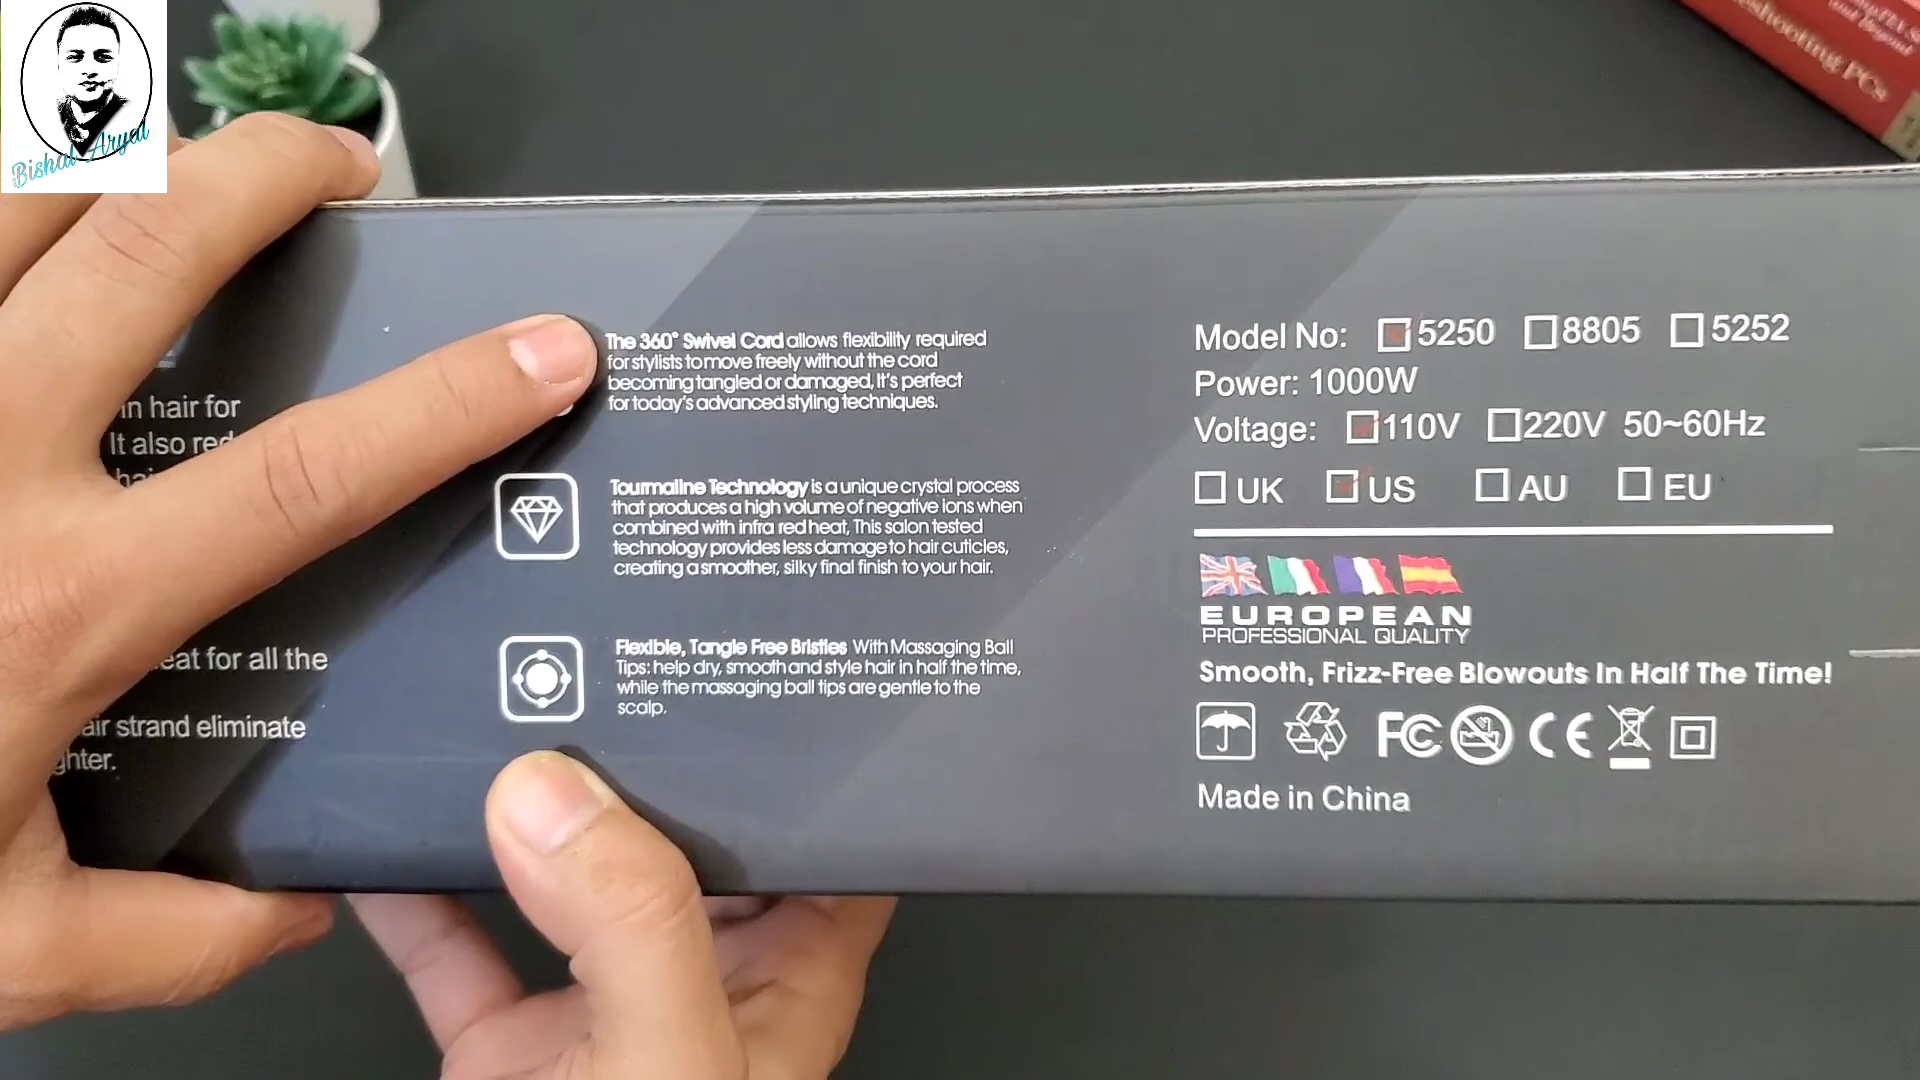 Bishal Aryal
eshooting PCs
in hair for
It also red
hair
eat for all the
air strand eliminate
ghter.
The 360° Swivel Cord allows flexibility required
for stylists to move freely without the cord
becoming tangled or damaged, It's perfect
for today's advanced styling techniques.
Tourmaline Technology is a unique crystal process
that produces a high volume of negative ions when
combined with infra red heat, This salon tested
technology provides less damage to hair cuticles,
creating a smoother, silky final finish to your hair.
Flexible, Tangle Free Bristles With Massaging Ball
Tips: help dry, smooth and style hair in half the time,
while the massaging ball tips are gentle to the
scalp.
Model No: 5250 8805 5252
Power: 1000W
Voltage: 110V 220V 50~60Hz
UK US AU EU
EUROPEAN
PROFESSIONAL QUALITY
Smooth, Frizz-Free Blowouts In Half The Time!
FC CE
Made in China